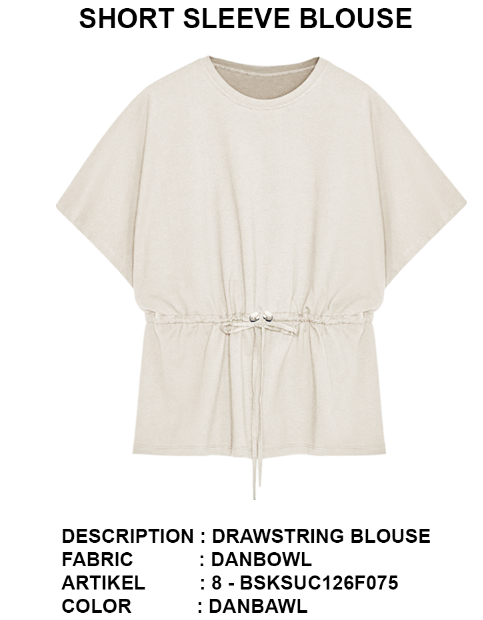 SHORT SLEEVE BLOUSE
DESCRIPTION : DRAWSTRING BLOUSE
FABRIC : DANBOWL
ARTIKEL : 8 - BSKSUC126F075
COLOR : DANBAWL